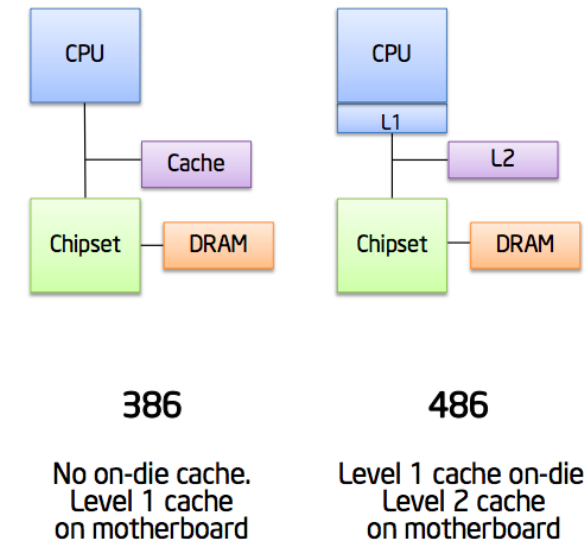 CPU
Cache
Chipset
DRAM
386
No on-die cache.
Level 1 cache
on motherboard
CPU
L1
L2
Chipset
DRAM
486
Level 1 cache on-die
Level 2 cache
on motherboard